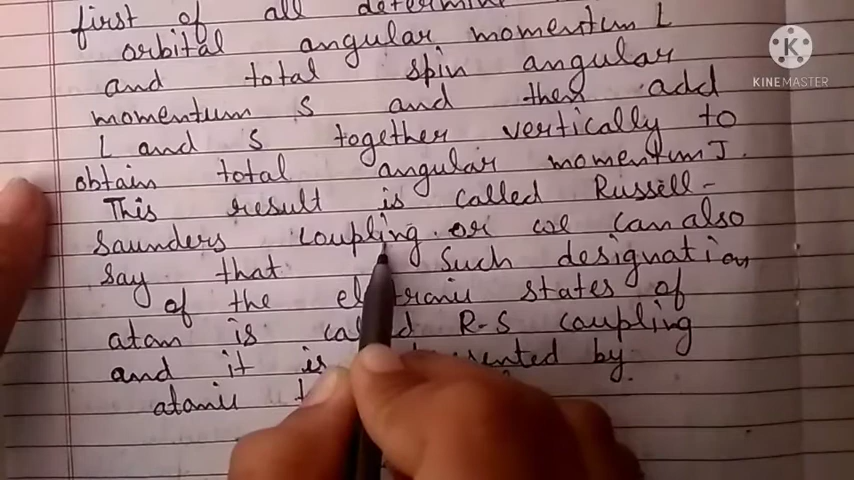 first of all determine
orbital angular momentum L
and total spin angular
momentum S and then add
L and S together vertically to
obtain total angular momentum J.
This result is called Russell-
Saunders coupling or we can also
say that Such designation
of the states of
atom is R-S coupling
and it is by
atomic
K
KINEMASTER